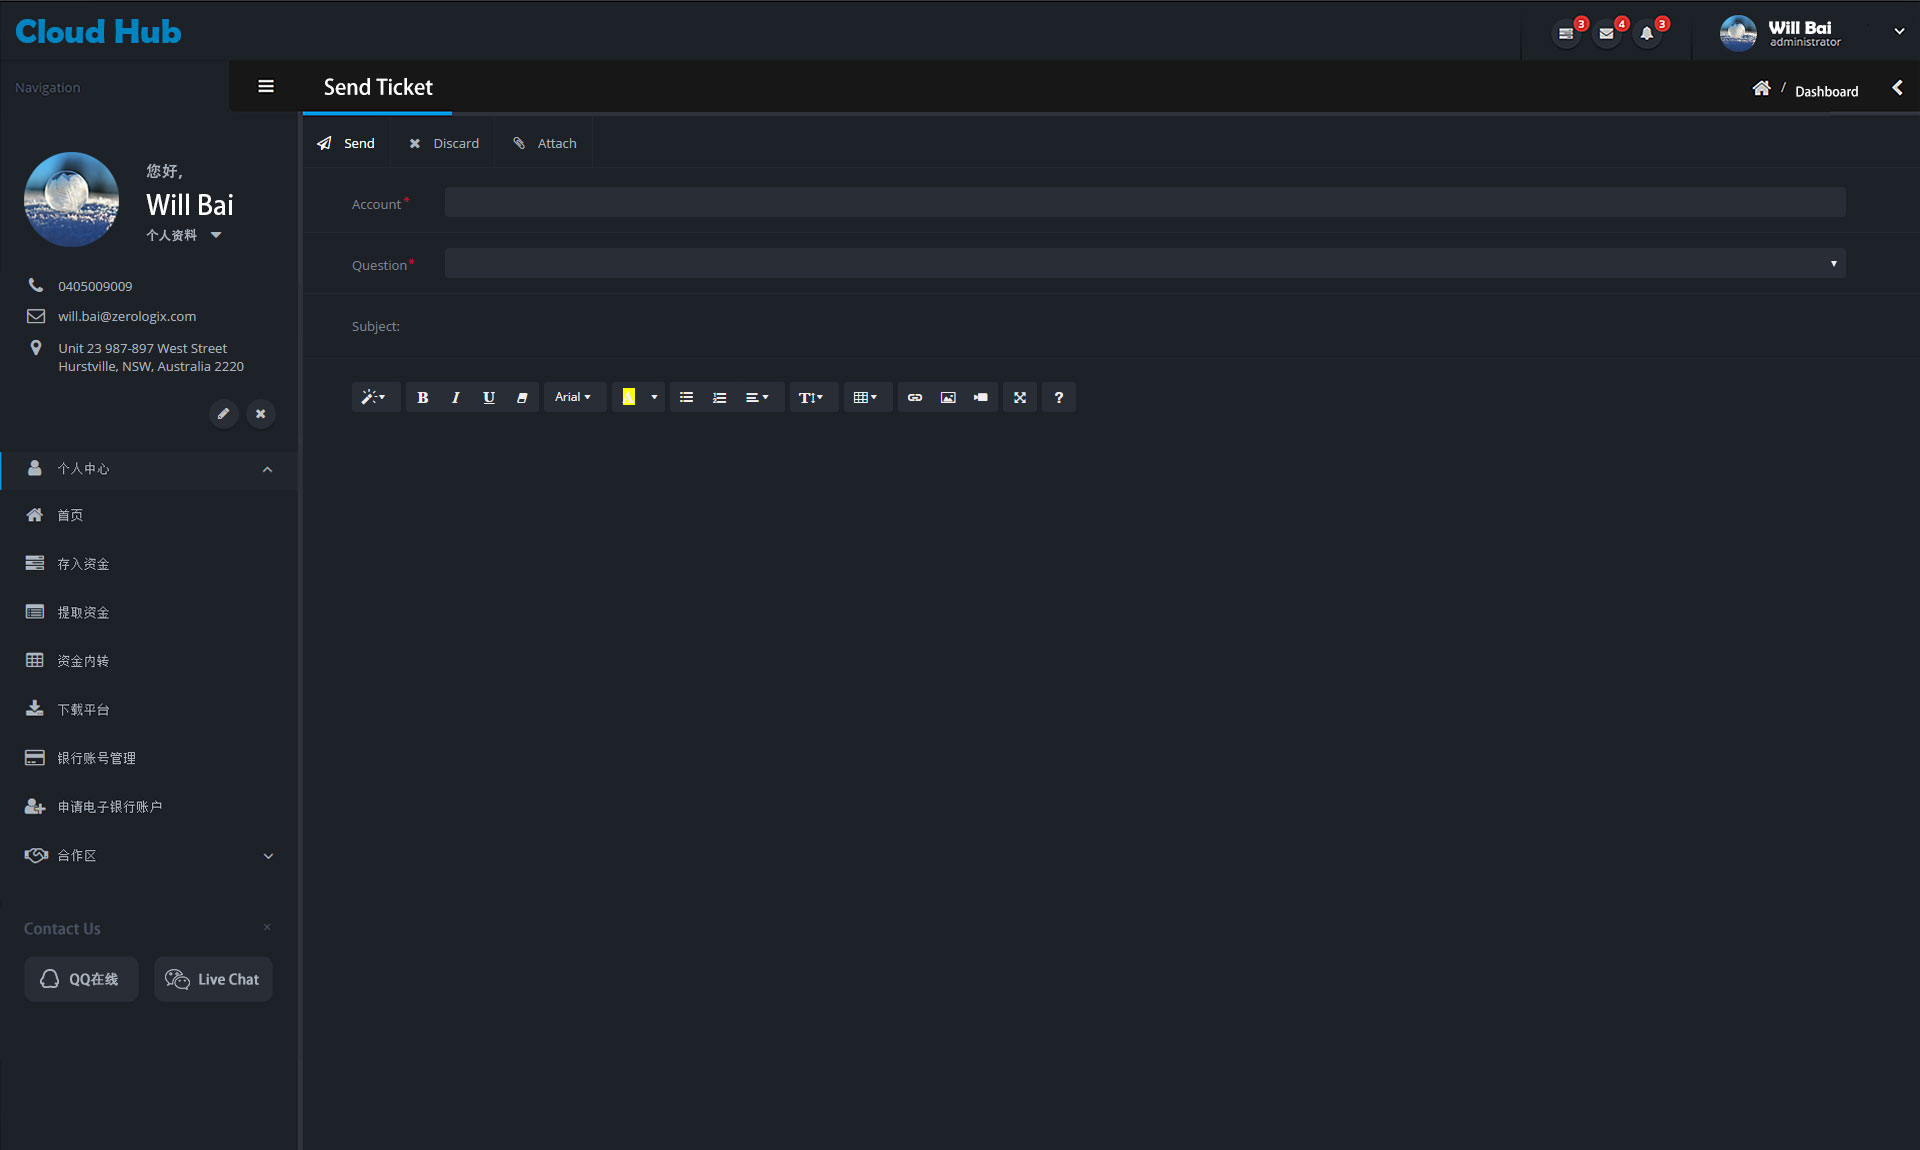 Cloud Hub
3
4
3
Will Bai
administrator
Navigation
Send Ticket
/ Dashboard
您好,
Will Bai
个人资料
0405009009
will.bai@zerologix.com
Unit 23 987-897 West Street
Hurstville, NSW, Australia 2220
个人中心
首页
存入资金
提取资金
资金内转
下载平台
银行账号管理
申请电子银行账户
合作区
Contact Us
×
QQ在线
Live Chat
Send
Discard
Attach
Account*
Question*
Subject:
B I U Arial A T ?